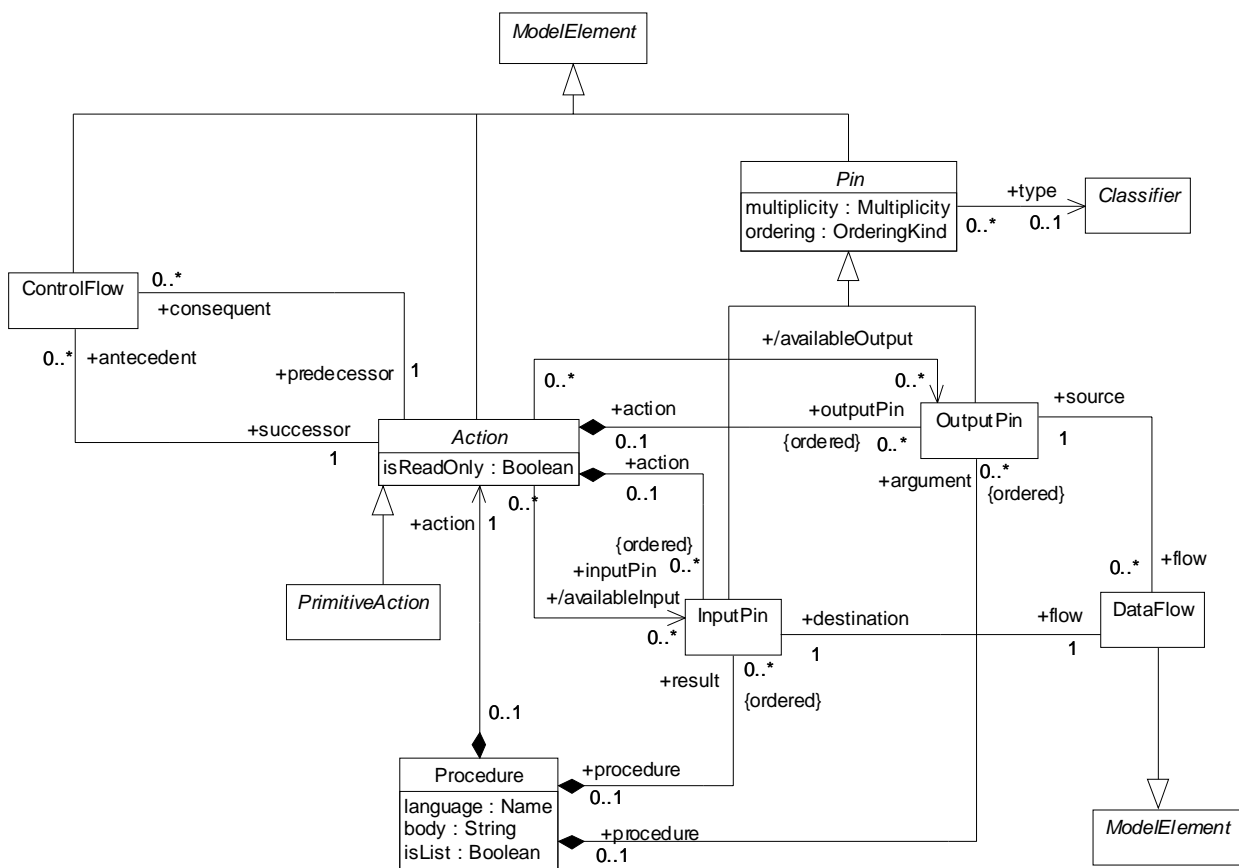 ModelElement
Pin
multiplicity : Multiplicity
ordering : OrderingKind
+type
0..*
0..1
Classifier
ControlFlow
0..*
+consequent
0..*
+antecedent
+predecessor
1
+successor
1
+/availableOutput
0..*
0..*
Action
isReadOnly : Boolean
+action
0..1
+outputPin
{ordered}
0..*
OutputPin
+source
1
+action
0..1
+argument
0..*
{ordered}
0..*
+action
1
{ordered}
0..*
+inputPin
+/availableInput
0..*
PrimitiveAction
InputPin
+destination
1
+flow
1
0..*
+flow
DataFlow
+result
0..*
{ordered}
0..1
Procedure
language : Name
body : String
isList : Boolean
+procedure
0..1
+procedure
0..1
ModelElement